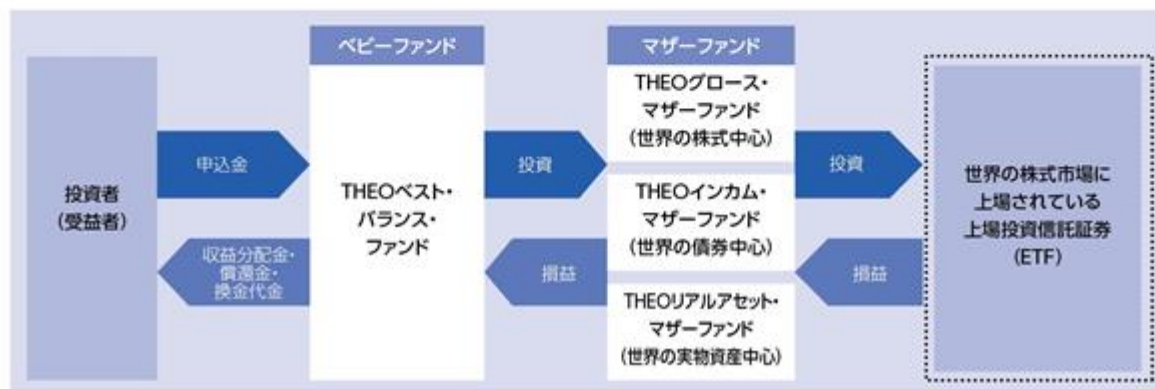 ベビーファンド
マザーファンド
投資者
(受益者)
申込金
収益分配金・
償還金・
換金代金
THEOベスト・
バランス・
ファンド
投資
損益
THEOグロース・
マザーファンド
(世界の株式中心)
THEOインカム・
マザーファンド
(世界の債券中心)
THEOリアルアセット・
マザーファンド
(世界の実物資産中心)
投資
損益
世界の株式市場に
上場されている
上場投資信託証券
(ETF)